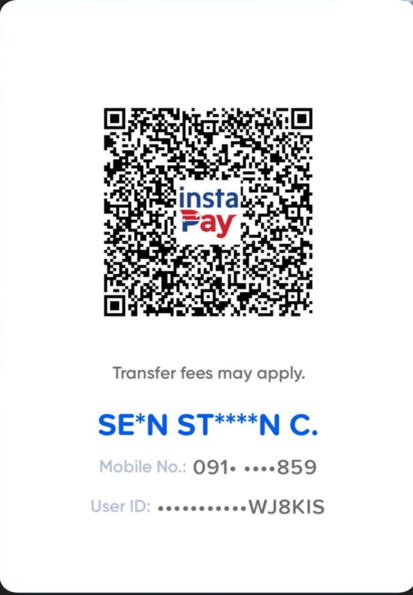 insta
Pay
Transfer fees may apply.
SE*N ST****N C.
Mobile No.: 091• ••••859
User ID: •••••••••••WJ8KIS